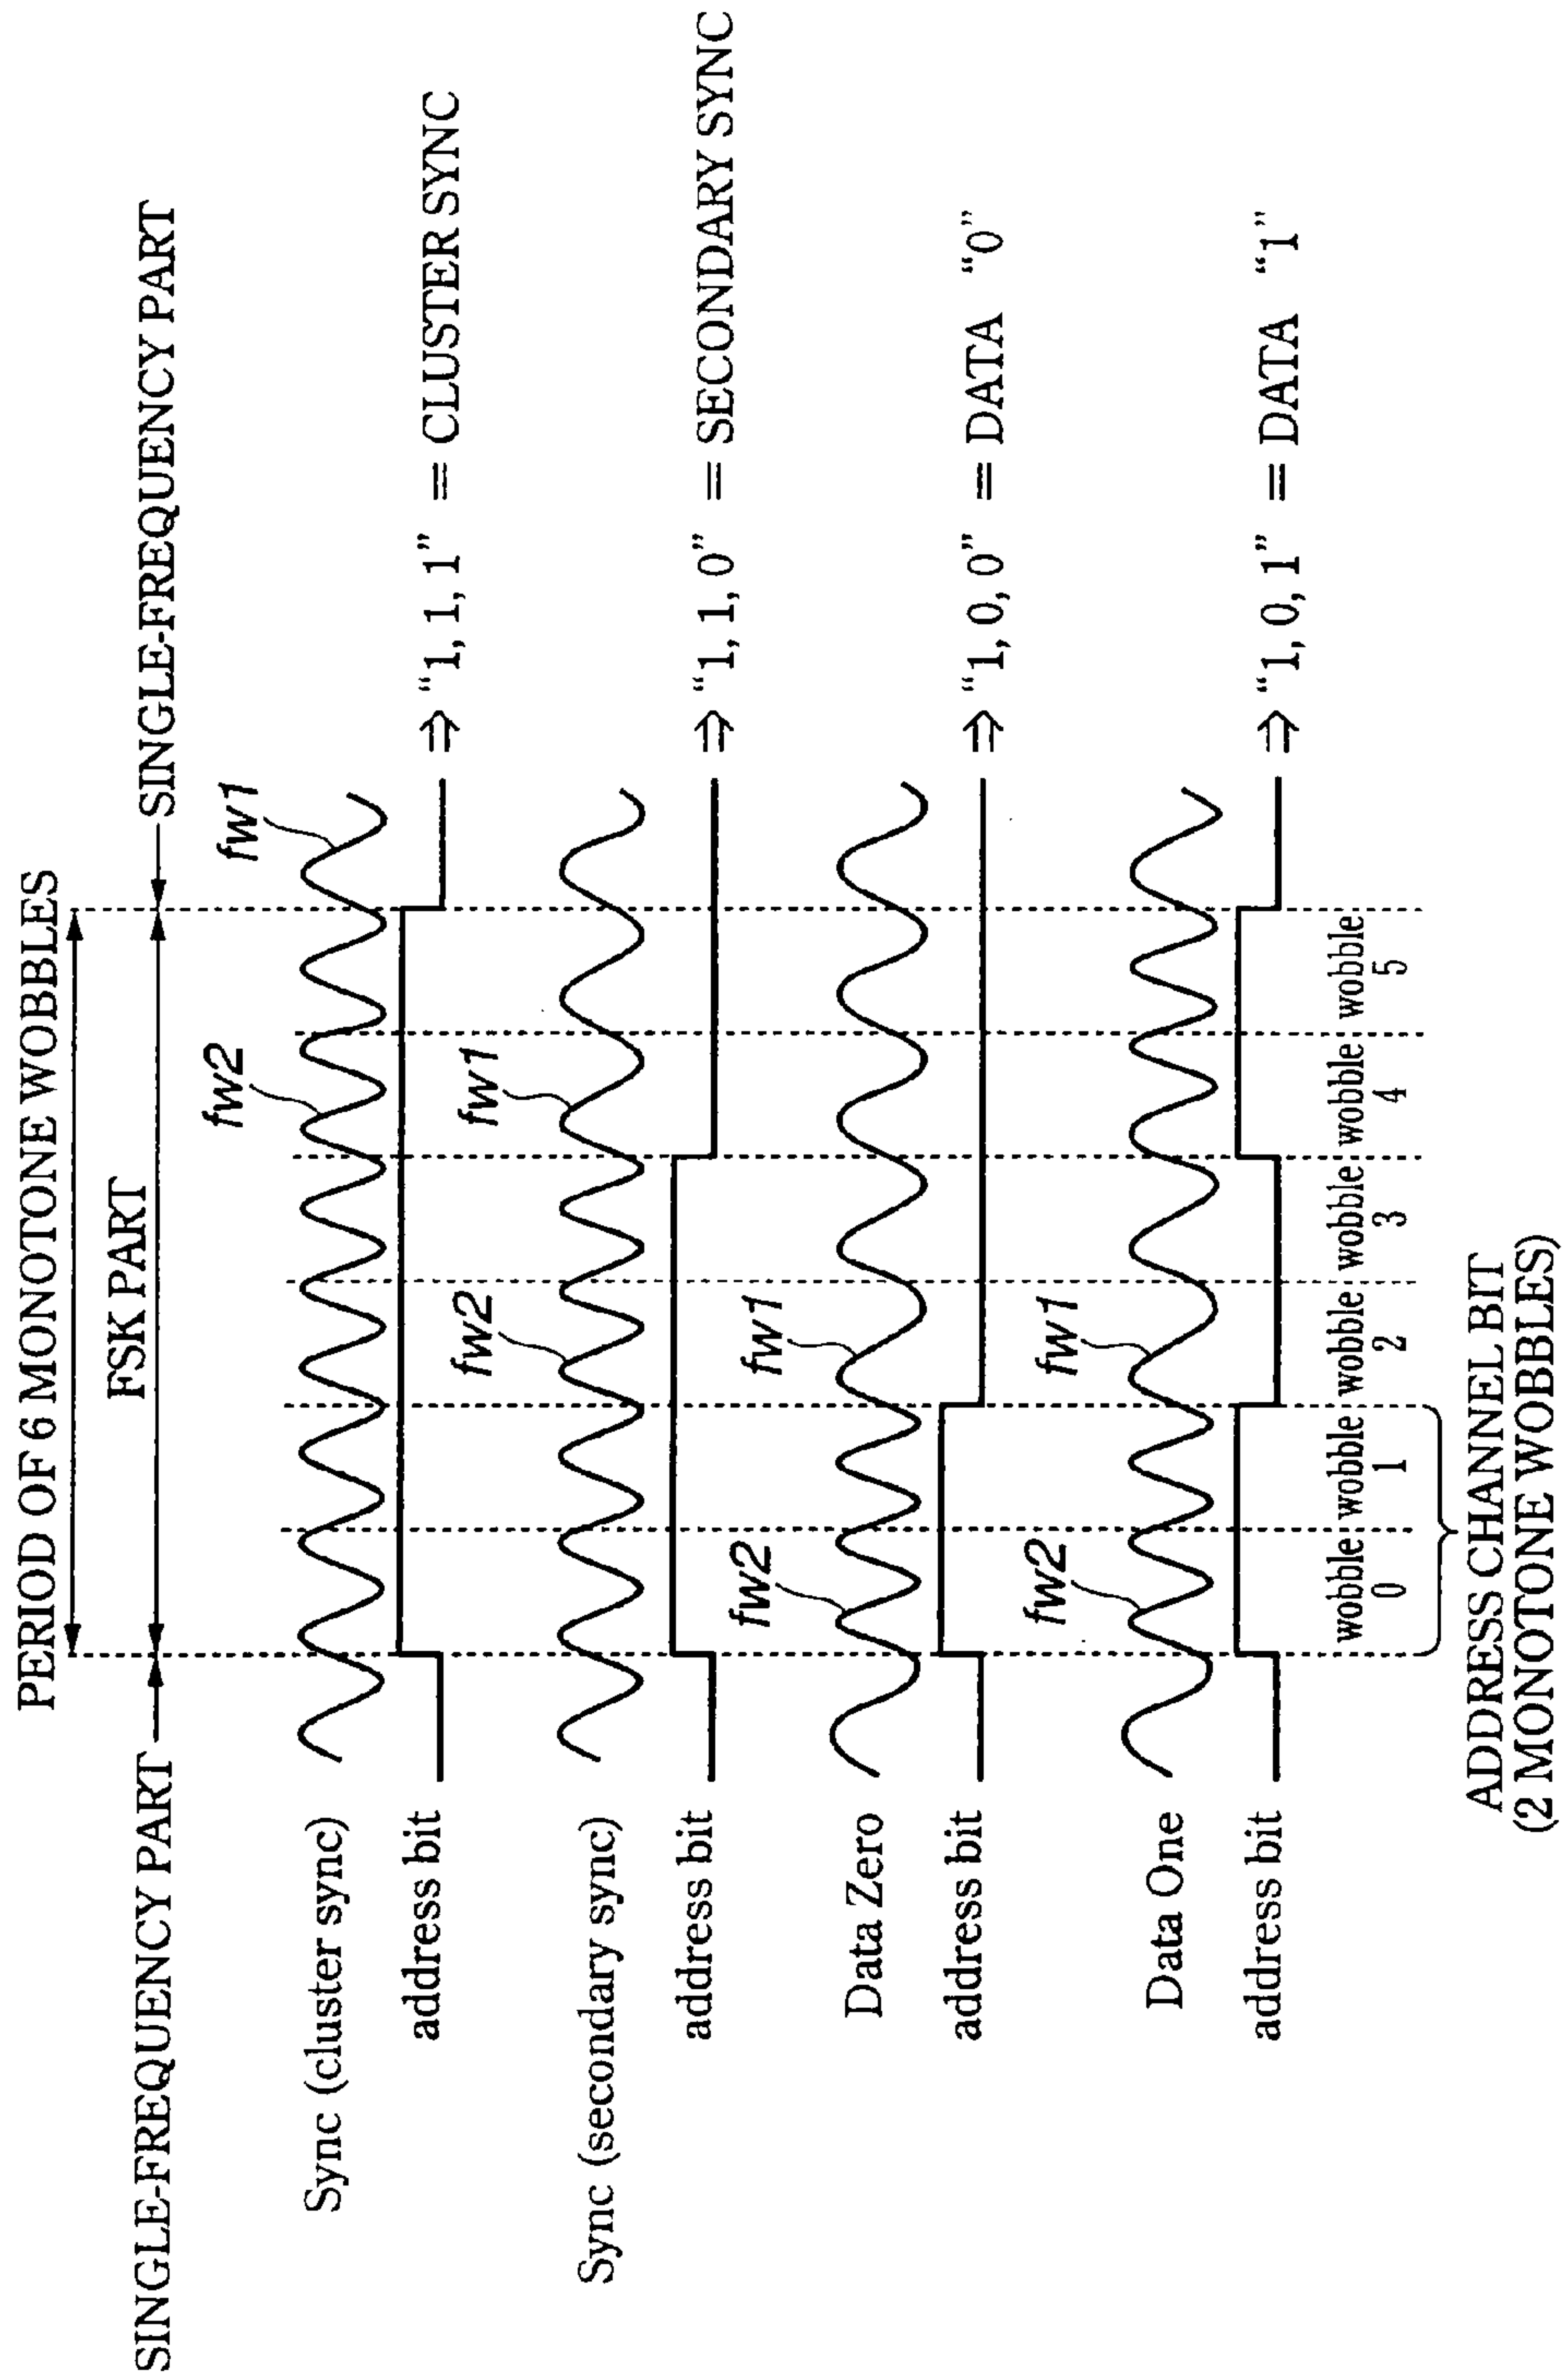 PERIOD OF 6 MONOTONE WOBBLES
SINGLE-FREQUENCY PART
FSK PART
SINGLE-FREQUENCY PART
fw2
fw1
Sync (cluster sync)
address bit
⇒ “1, 1, 1” = CLUSTER SYNC
fw2
fw1
Sync (secondary sync)
address bit
⇒ “1, 1, 0” = SECONDARY SYNC
fw2
fw1
Data Zero
address bit
⇒ “1, 0, 0” = DATA “0”
fw2
fw1
Data One
address bit
⇒ “1, 0, 1” = DATA “1”
wobble wobble wobble wobble wobble wobble
0 1 2 3 4 5
ADDRESS CHANNEL BIT
(2 MONOTONE WOBBLES)